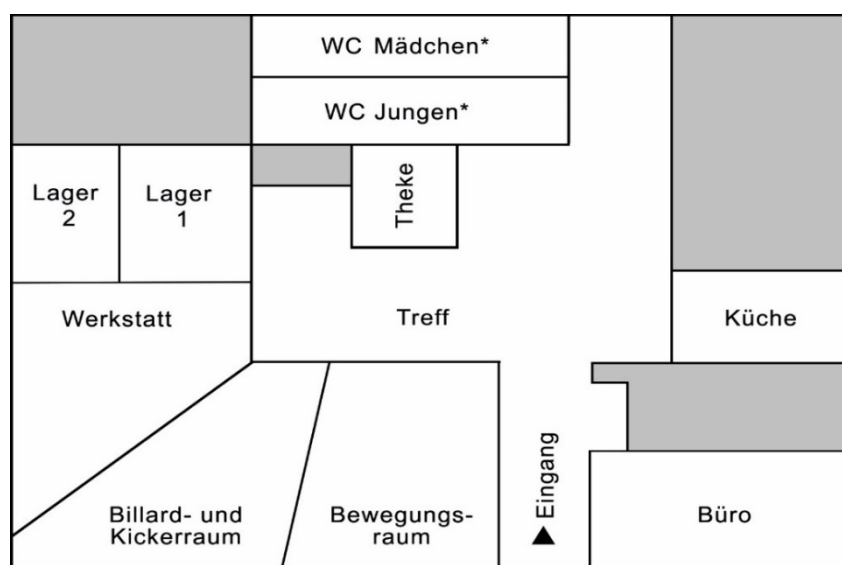 WC Mädchen*
WC Jungen*
Theke
Lager
2
Lager
1
Werkstatt
Treff
Küche
Eingang
Billard- und
Kickerraum
Bewegungs-
raum
Büro